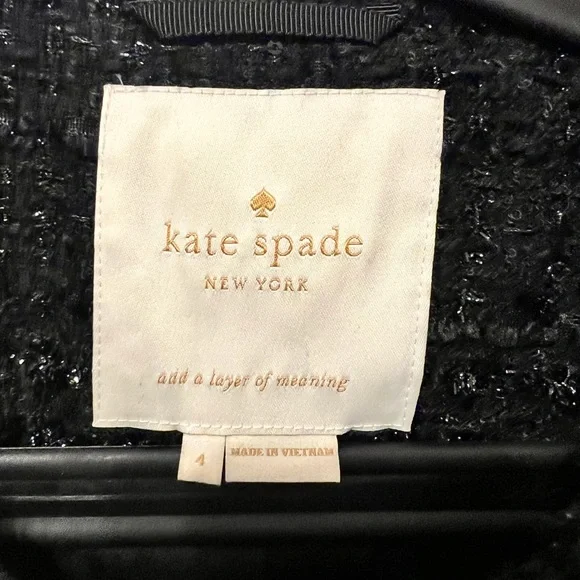 kate spade
NEW YORK
add a layer of meaning
4
MADE IN VIETNAM